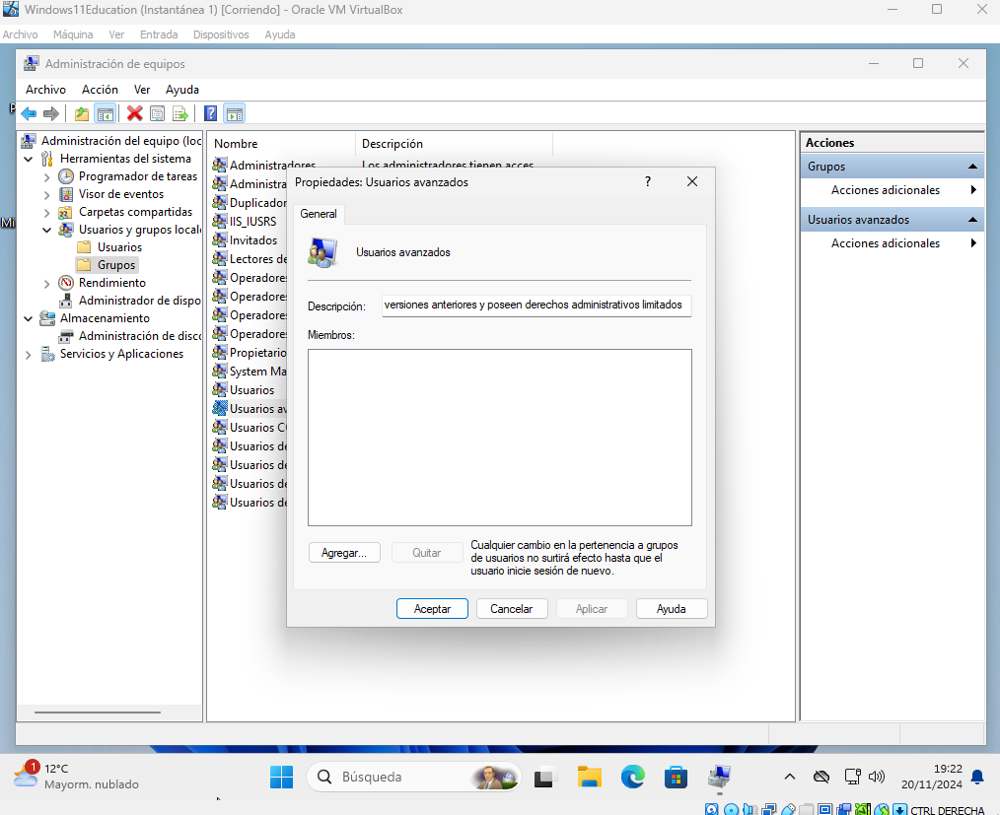 Windows11Education (Instantánea 1) [Corriendo] - Oracle VM VirtualBox
Archivo Máquina Ver Entrada Dispositivos Ayuda
Administración de equipos
Archivo Acción Ver Ayuda
Administración del equipo (loc
Herramientas del sistema
Programador de tareas
Visor de eventos
Carpetas compartidas
Usuarios y grupos locale
Usuarios
Grupos
Rendimiento
Administrador de dispo
Almacenamiento
Administración de disco
Servicios y Aplicaciones
Nombre Descripción
Administradores Los administradores tienen acces...
Administra
Duplicador
IIS_IUSRS
Invitados
Lectores de
Operadores
Operadores
Operadores
Operadores
Propietario
System Ma
Usuarios
Usuarios av
Usuarios CO
Usuarios de
Usuarios de
Usuarios de
Usuarios de
Propiedades: Usuarios avanzados ?
General
Usuarios avanzados
Descripción: versiones anteriores y poseen derechos administrativos limitados
Miembros:
Agregar... Quitar
Cualquier cambio en la pertenencia a grupos
de usuarios no surtirá efecto hasta que el
usuario inicie sesión de nuevo.
Aceptar Cancelar Aplicar Ayuda
Acciones
Grupos
Acciones adicionales
Usuarios avanzados
Acciones adicionales
1
12°C
Mayorm. nublado
Búsqueda
19:22
20/11/2024
CTRL DERECHA